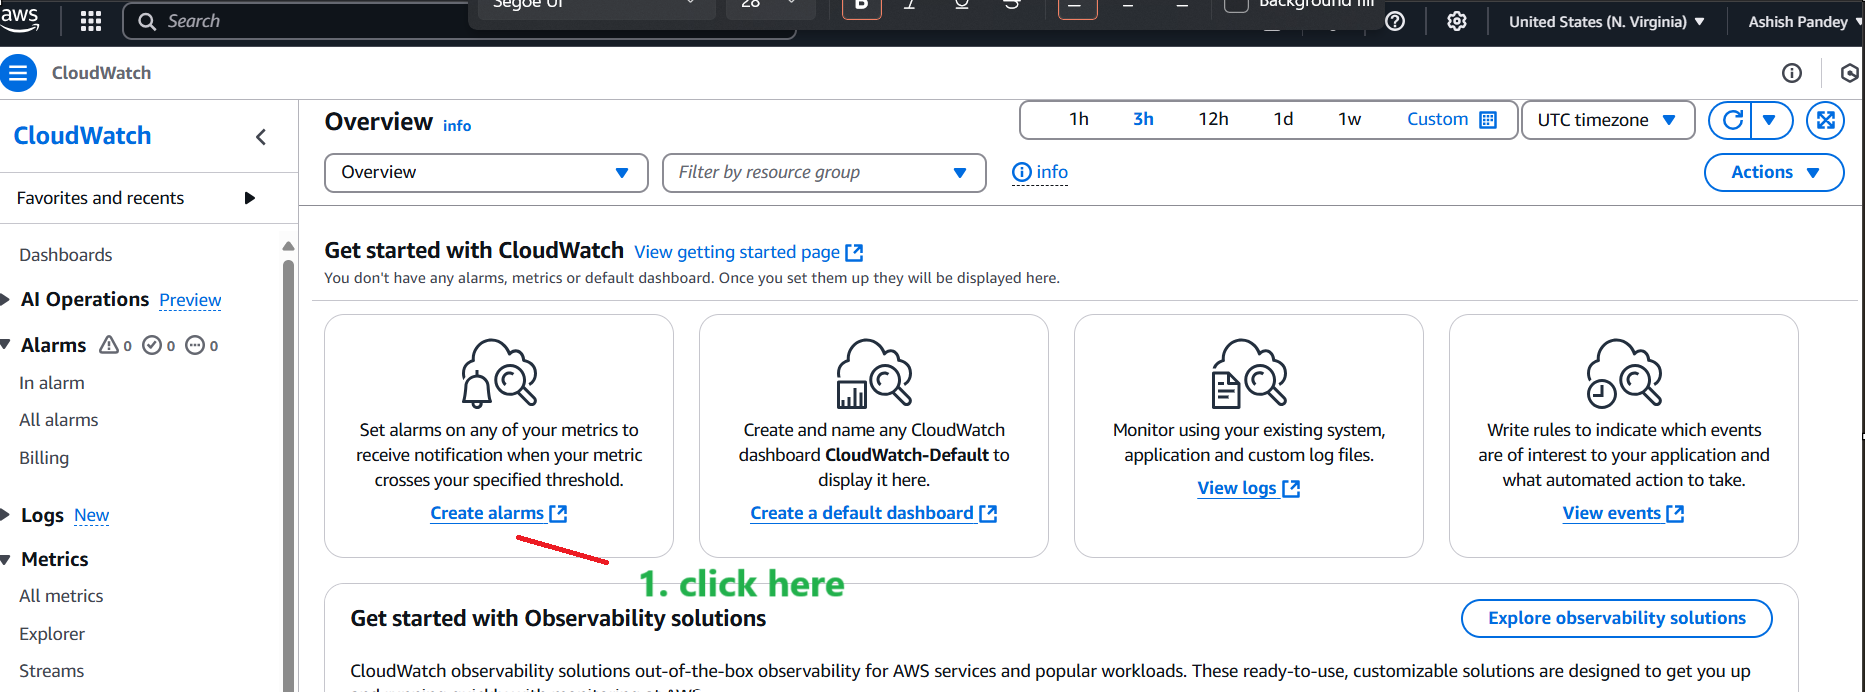 Segoe UI
28
B
I
U
S
Background fill
aws
Search
United States (N. Virginia)
Ashish Pandey
CloudWatch
CloudWatch
Favorites and recents
Dashboards
AI Operations Preview
Alarms 0 0 0
In alarm
All alarms
Billing
Logs New
Metrics
All metrics
Explorer
Streams
Overview info
1h 3h 12h 1d 1w Custom
UTC timezone
Overview
Filter by resource group
info
Actions
Get started with CloudWatch View getting started page
You don't have any alarms, metrics or default dashboard. Once you set them up they will be displayed here.
Set alarms on any of your metrics to
receive notification when your metric
crosses your specified threshold.
Create alarms
Create and name any CloudWatch
dashboard CloudWatch-Default to
display it here.
Create a default dashboard
Monitor using your existing system,
application and custom log files.
View logs
Write rules to indicate which events
are of interest to your application and
what automated action to take.
View events
1. click here
Get started with Observability solutions
Explore observability solutions
CloudWatch observability solutions out-of-the-box observability for AWS services and popular workloads. These ready-to-use, customizable solutions are designed to get you up